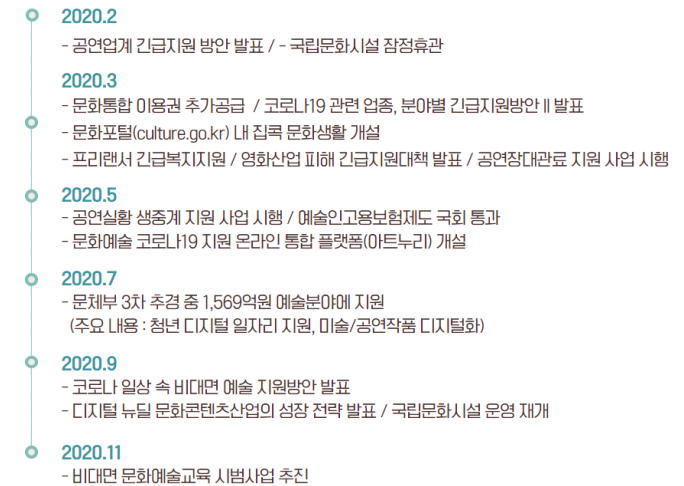 2020.2
- 공연업계 긴급지원 방안 발표 / - 국립문화시설 잠정휴관
2020.3
- 문화통합 이용권 추가공급 / 코로나19 관련 업종, 분야별 긴급지원방안 II 발표
- 문화포털(culture.go.kr) 내 집콕 문화생활 개설
- 프리랜서 긴급복지지원 / 영화산업 피해 긴급지원대책 발표 / 공연장대관료 지원 사업 시행
2020.5
- 공연실황 생중계 지원 사업 시행 / 예술인고용보험제도 국회 통과
- 문화예술 코로나19 지원 온라인 통합 플랫폼(아트누리) 개설
2020.7
- 문체부 3차 추경 중 1,569억원 예술분야에 지원
(주요 내용 : 청년 디지털 일자리 지원, 미술/공연작품 디지털화)
2020.9
- 코로나 일상 속 비대면 예술 지원방안 발표
- 디지털 뉴딜 문화콘텐츠산업의 성장 전략 발표 / 국립문화시설 운영 재개
2020.11
- 비대면 문화예술교육 시범사업 추진